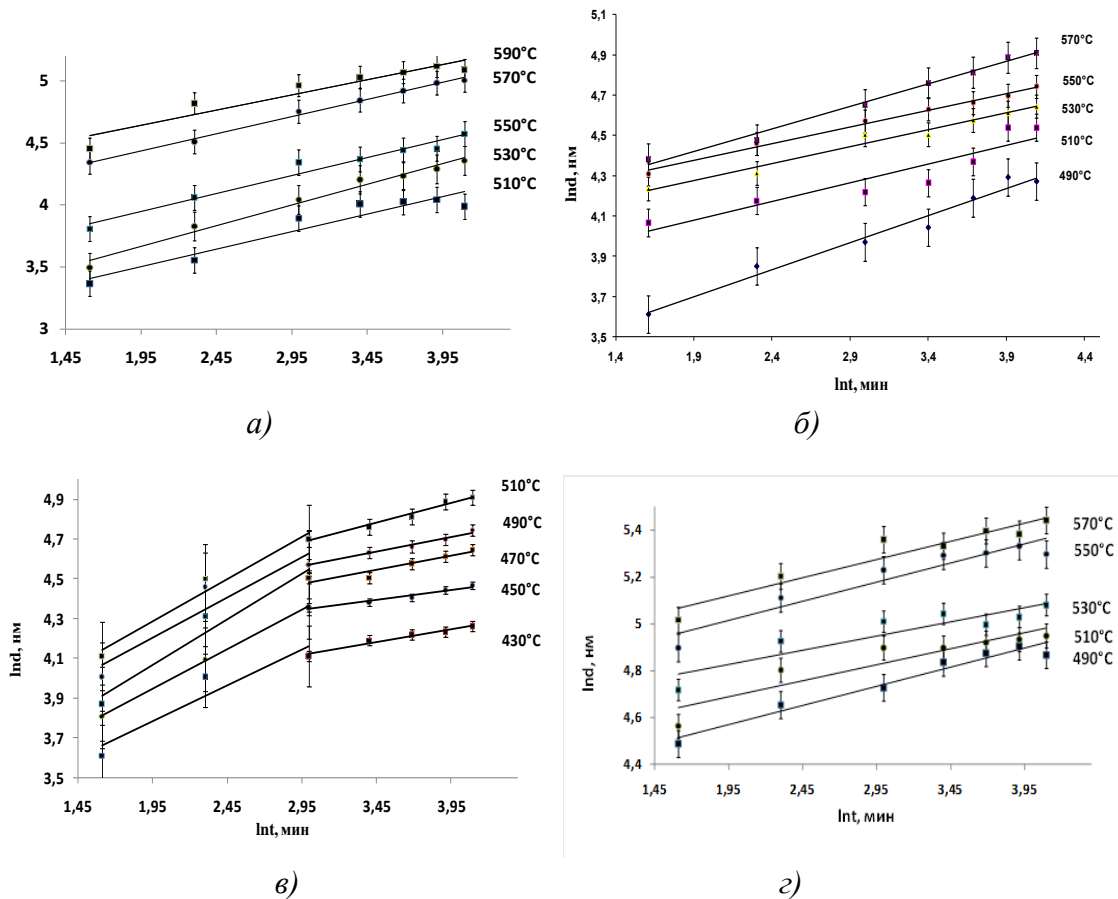 590°C
5
570°C
4,5
550°C
530°C
4
510°C
3,5
3
1,45 1,95 2,45 2,95 3,45 3,95
а)
5,1
4,9
4,7
4,5
4,3
4,1
3,9
3,7
3,5
lnd, нм
570°C
550°C
530°C
510°C
490°C
1,4 1,9 2,4 2,9 3,4 3,9 4,4
lnt, мин
б)
4,9
4,7
4,5
4,3
4,1
3,9
3,7
3,5
lnd, нм
510°C
490°C
470°C
450°C
430°C
1,45 1,95 2,45 2,95 3,45 3,95
lnt, мин
в)
5,4
5,2
5
4,8
4,6
4,4
lnd, нм
570°C
550°C
530°C
510°C
490°C
1,45 1,95 2,45 2,95 3,45 3,95
lnt, мин
г)